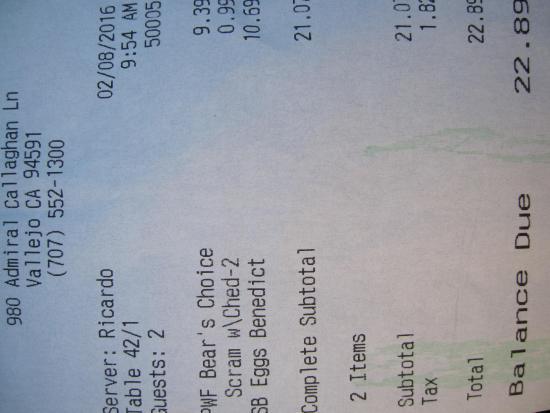 980 Admiral Callaghan Ln
Vallejo CA 94591
(707) 552-1300
Server: Ricardo 02/08/2016
Table 42/1 9:54 AM
Guests: 2 50005
PWF Bear's Choice 9.39
Scram w\Ched-2 0.99
SB Eggs Benedict 10.69
Complete Subtotal 21.07
2 Items
Subtotal 21.07
Tax 1.82
Total 22.89
Balance Due 22.89